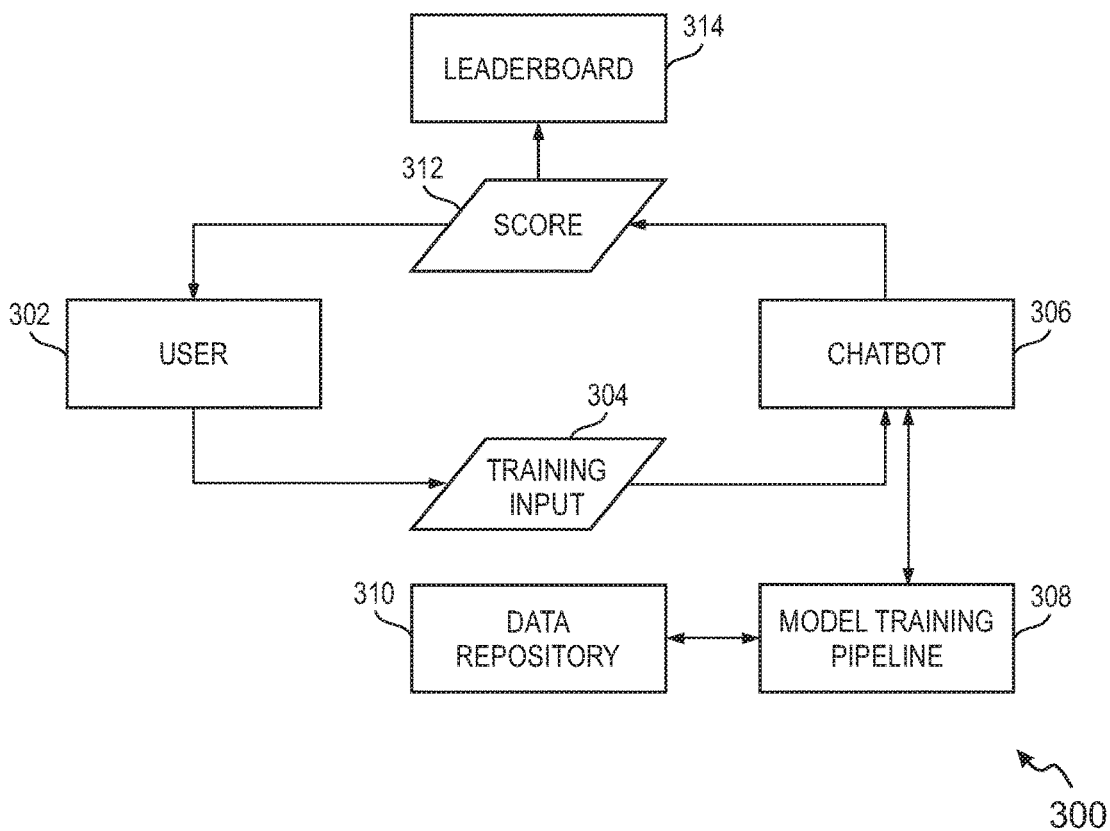 314
LEADERBOARD
312
SCORE
302
USER
306
CHATBOT
304
TRAINING
INPUT
310
DATA
REPOSITORY
308
MODEL TRAINING
PIPELINE
300